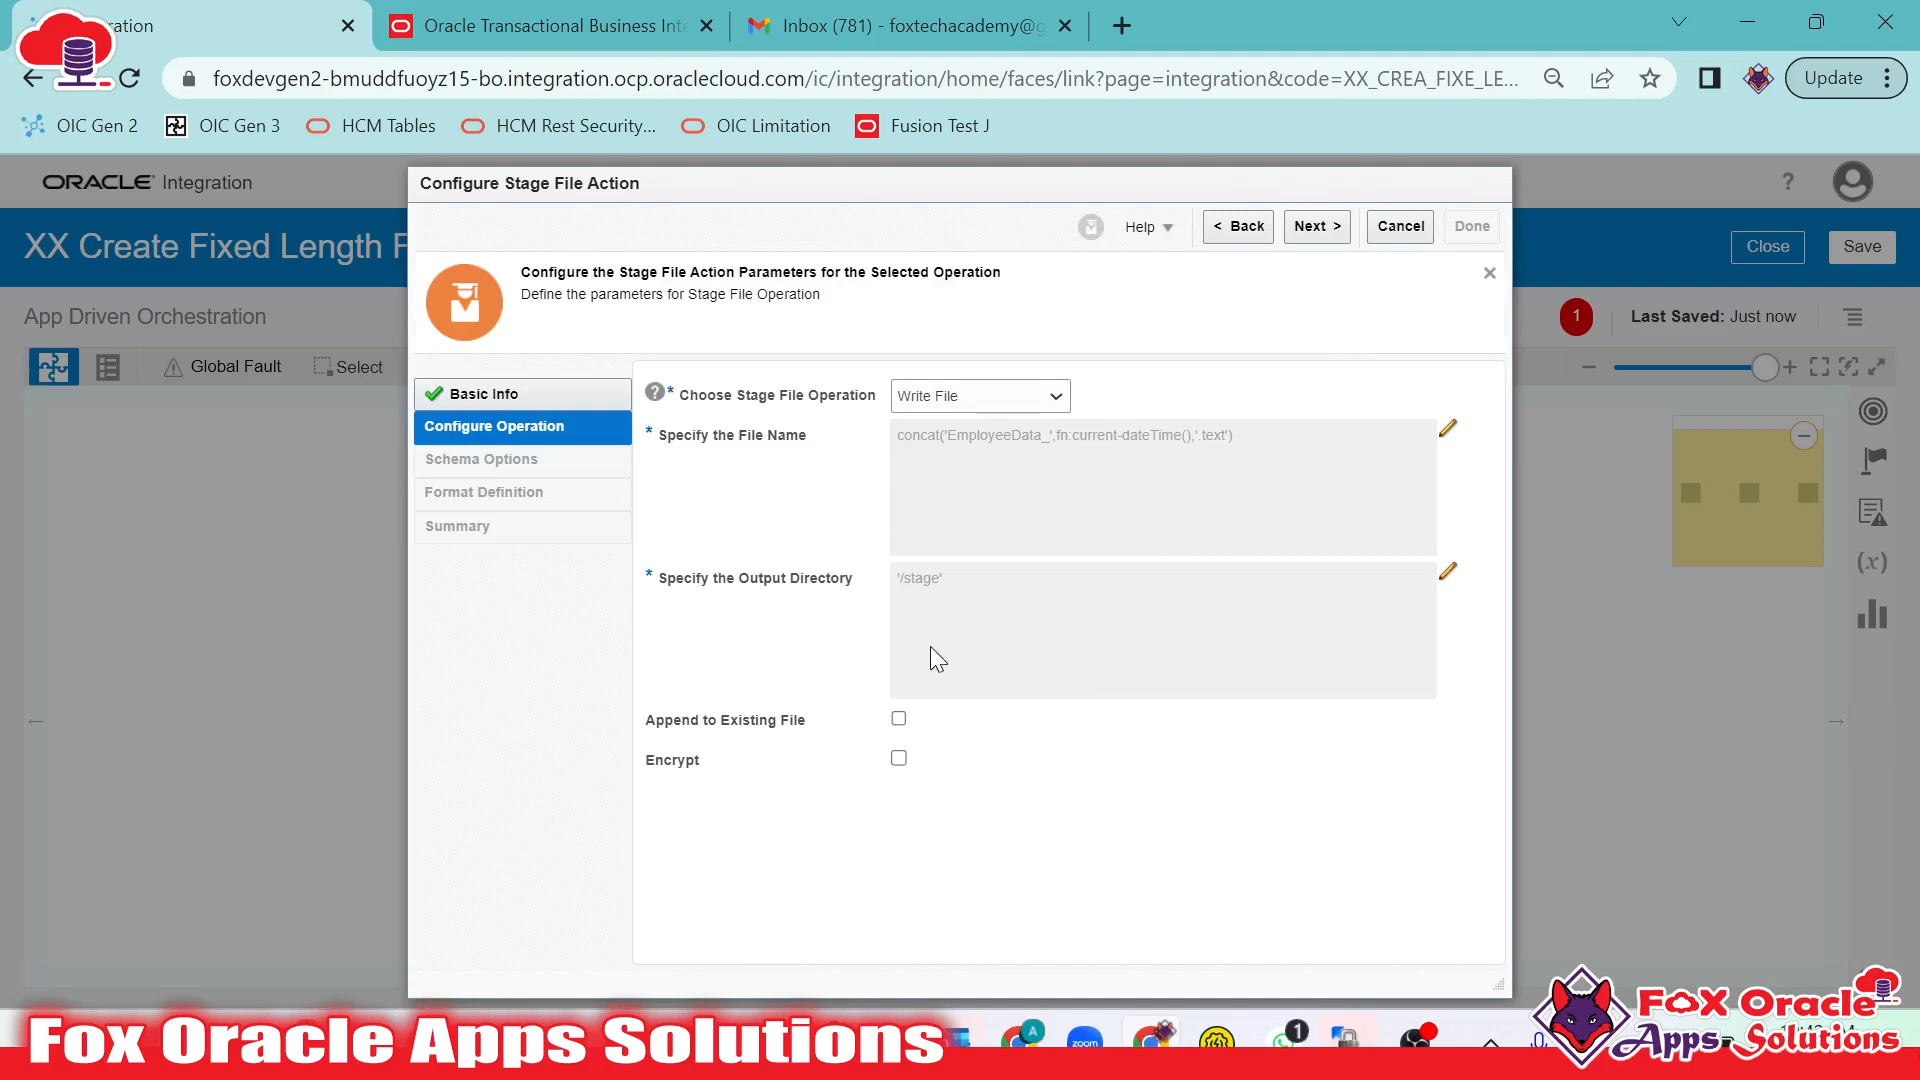 ration
Oracle Transactional Business Inte
Inbox (781) - foxtechacademy@g
foxdevgen2-bmuddfuoyz15-bo.integration.ocp.oraclecloud.com/ic/integration/home/faces/link?page=integration&code=XX_CREA_FIXE_LE...
Update
OIC Gen 2
OIC Gen 3
HCM Tables
HCM Rest Security...
OIC Limitation
Fusion Test J
ORACLE Integration
Configure Stage File Action
?
Help
< Back
Next >
Cancel
Done
XX Create Fixed Length F
Close
Save
Configure the Stage File Action Parameters for the Selected Operation
Define the parameters for Stage File Operation
App Driven Orchestration
1
Last Saved: Just now
Global Fault
Select
Basic Info
Configure Operation
Schema Options
Format Definition
Summary
? * Choose Stage File Operation
Write File
* Specify the File Name
concat('EmployeeData_',fn:current-dateTime(),'.text')
* Specify the Output Directory
'/stage'
Append to Existing File
Encrypt
(x)
Fox Oracle Apps Solutions
A
zoom
1
Fox Oracle
Apps Solutions